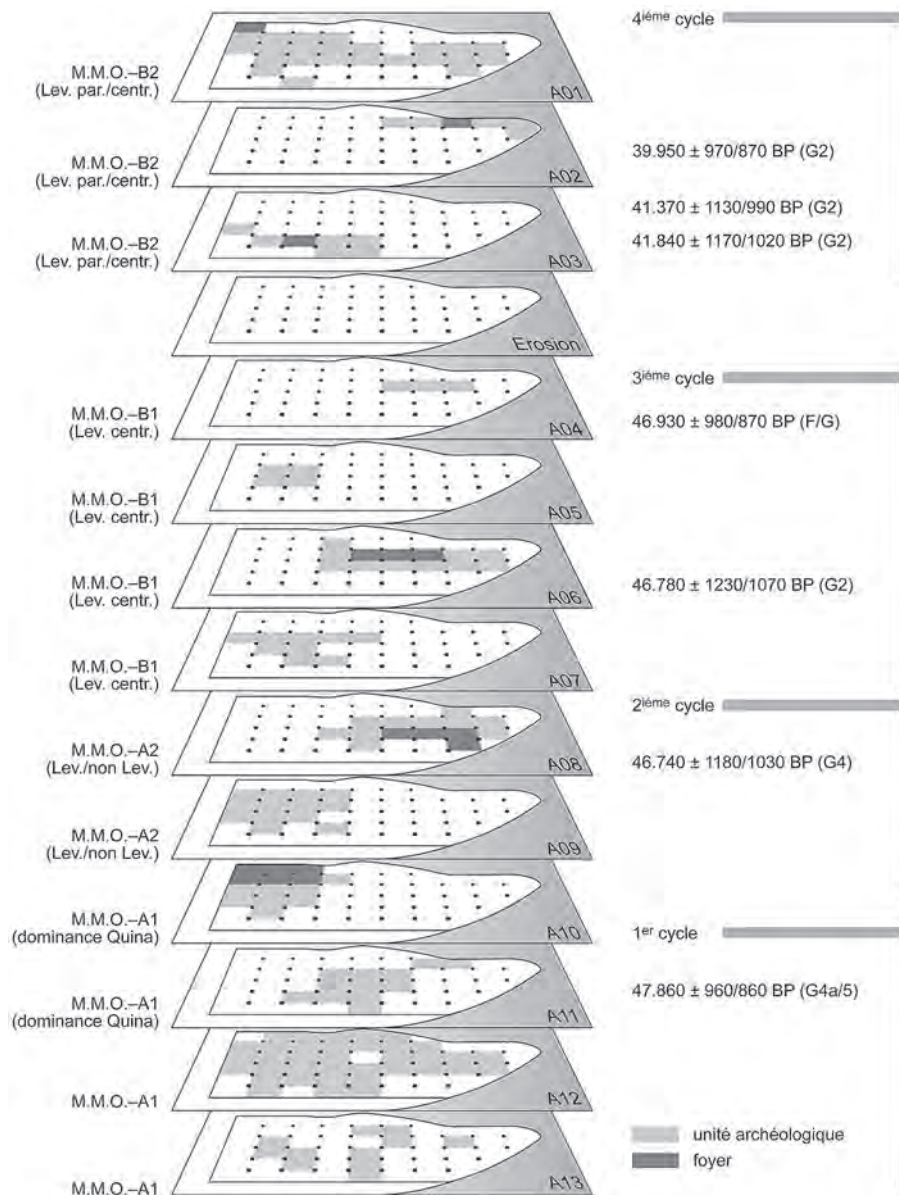 4ième cycle
M.M.O.–B2
(Lev. par./centr.)
A01
M.M.O.–B2
(Lev. par./centr.)
A02
39.950 ± 970/870 BP (G2)
41.370 ± 1130/990 BP (G2)
M.M.O.–B2
(Lev. par./centr.)
A03
41.840 ± 1170/1020 BP (G2)
Erosion
3ième cycle
M.M.O.–B1
(Lev. centr.)
A04
46.930 ± 980/870 BP (F/G)
M.M.O.–B1
(Lev. centr.)
A05
M.M.O.–B1
(Lev. centr.)
A06
46.780 ± 1230/1070 BP (G2)
M.M.O.–B1
(Lev. centr.)
A07
2ième cycle
M.M.O.–A2
(Lev./non Lev.)
A08
46.740 ± 1180/1030 BP (G4)
M.M.O.–A2
(Lev./non Lev.)
A09
M.M.O.–A1
(dominance Quina)
A10
1er cycle
M.M.O.–A1
(dominance Quina)
A11
47.860 ± 960/860 BP (G4a/5)
M.M.O.–A1
A12
M.M.O.–A1
A13
unité archéologique
foyer